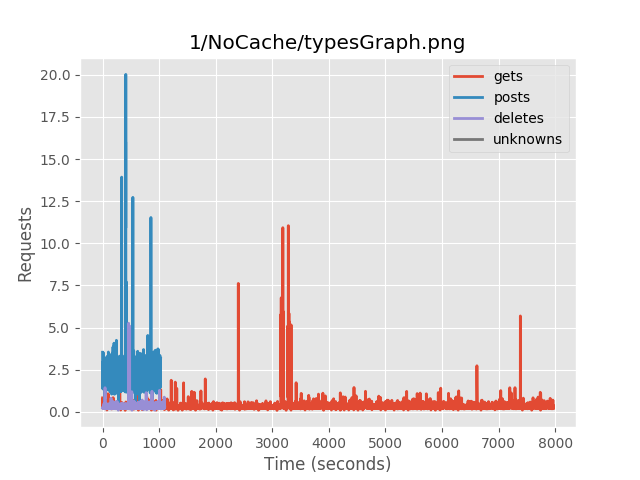 1/NoCache/typesGraph.png
gets
posts
deletes
unknowns
20.0
17.5
15.0
12.5
10.0
7.5
5.0
2.5
0.0
Requests
0 1000 2000 3000 4000 5000 6000 7000 8000
Time (seconds)